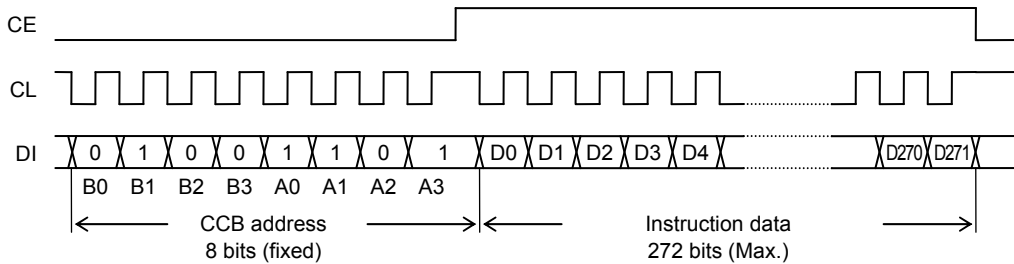 CE
CL
DI 0 1 0 0 1 1 0 1 D0 D1 D2 D3 D4 D270 D271
B0 B1 B2 B3 A0 A1 A2 A3
CCB address Instruction data
8 bits (fixed) 272 bits (Max.)